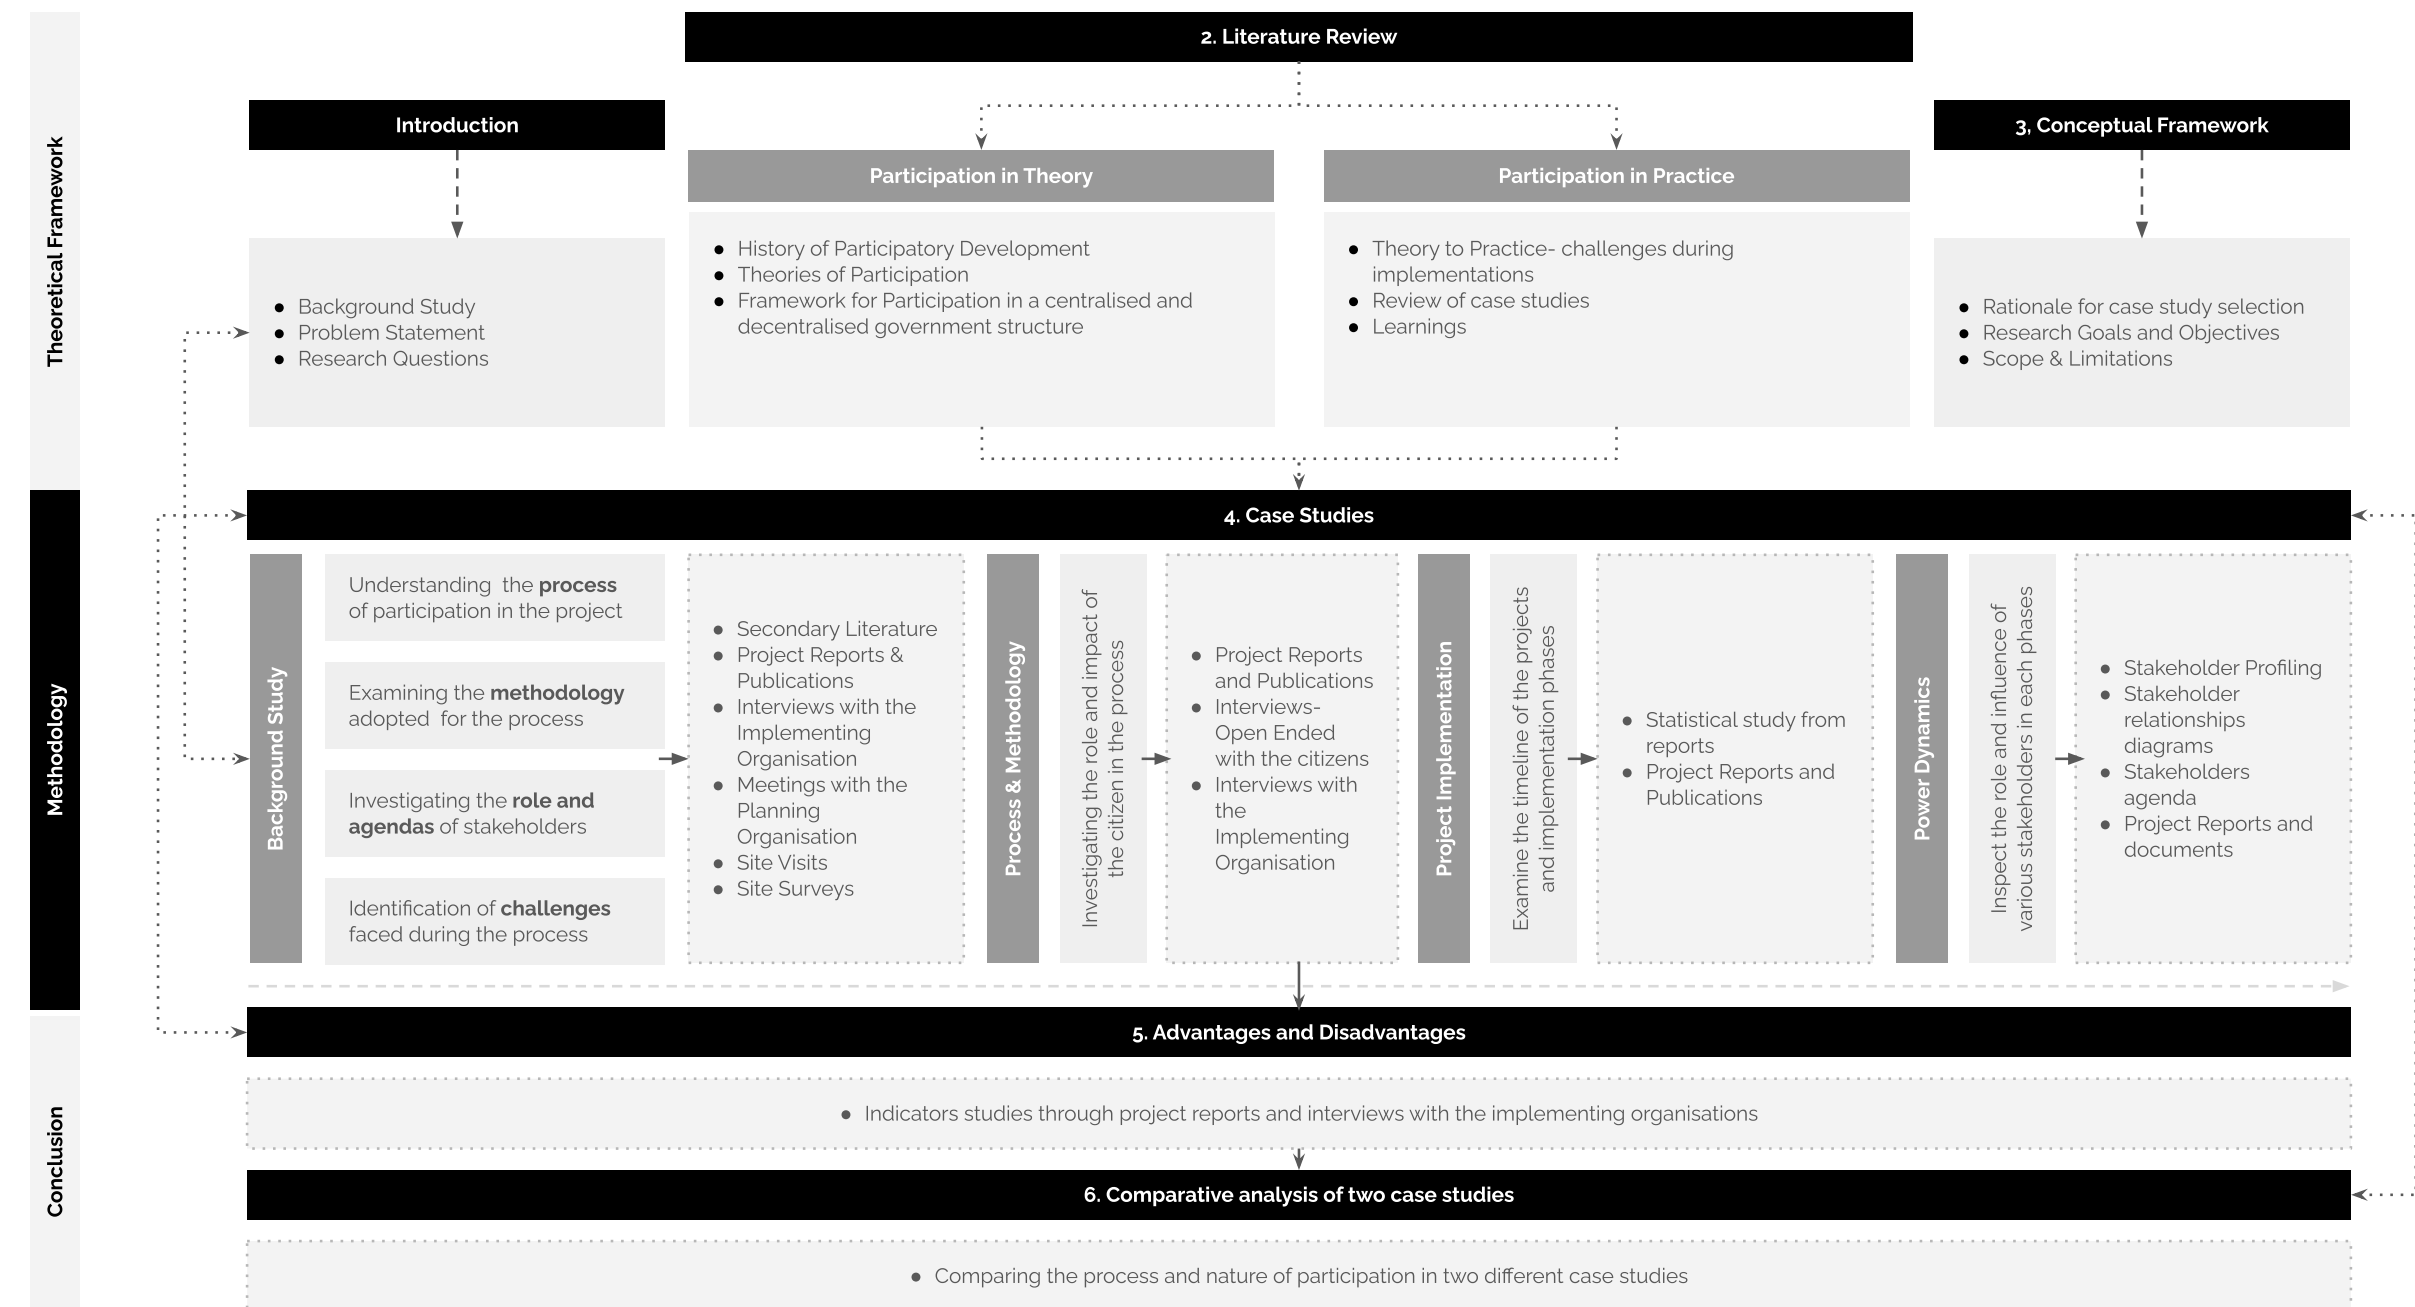 Theoretical Framework
2. Literature Review
Introduction
3, Conceptual Framework
Participation in Theory
Participation in Practice
● Background Study
● Problem Statement
● Research Questions
● History of Participatory Development
● Theories of Participation
● Framework for Participation in a centralised and
decentralised government structure
● Theory to Practice- challenges during
implementations
● Review of case studies
● Learnings
● Rationale for case study selection
● Research Goals and Objectives
● Scope & Limitations
Methodology
4. Case Studies
Background Study
Understanding the process
of participation in the project
Examining the methodology
adopted for the process
Investigating the role and
agendas of stakeholders
Identification of challenges
faced during the process
● Secondary Literature
● Project Reports &
Publications
● Interviews with the
Implementing
Organisation
● Meetings with the
Planning
Organisation
● Site Visits
● Site Surveys
Process & Methodology
Investigating the role and impact of
the citizen in the process
● Project Reports
and Publications
● Interviews-
Open Ended
with the citizens
● Interviews with
the
Implementing
Organisation
Project Implementation
Examine the timeline of the projects
and implementation phases
● Statistical study from
reports
● Project Reports and
Publications
Power Dynamics
Inspect the role and influence of
various stakeholders in each phases
● Stakeholder Profiling
● Stakeholder
relationships
diagrams
● Stakeholders
agenda
● Project Reports and
documents
Conclusion
5. Advantages and Disadvantages
● Indicators studies through project reports and interviews with the implementing organisations
6. Comparative analysis of two case studies
● Comparing the process and nature of participation in two different case studies